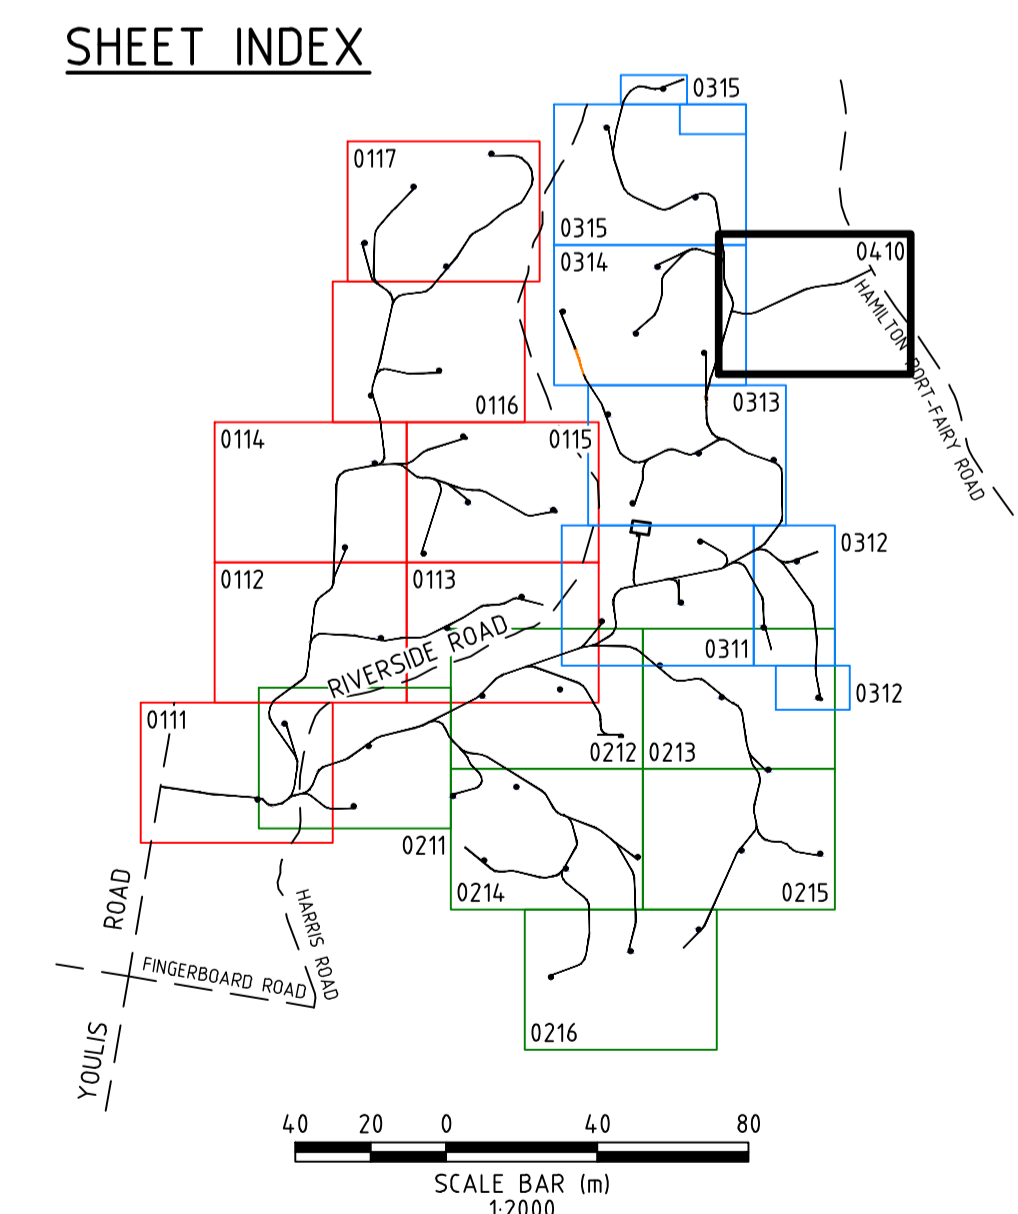 SHEET INDEX
0315
0117
0315
0410
0314
HAMILTON PORT-FAIRY ROAD
0116
0313
0114
0115
0312
0112
0113
RIVERSIDE ROAD
0311
0312
0111
0212
0213
0211
0214
0215
HARRIS ROAD
FINGERBOARD ROAD
YOULIS ROAD
0216
40 20 0 40 80
SCALE BAR (m)
1:2000